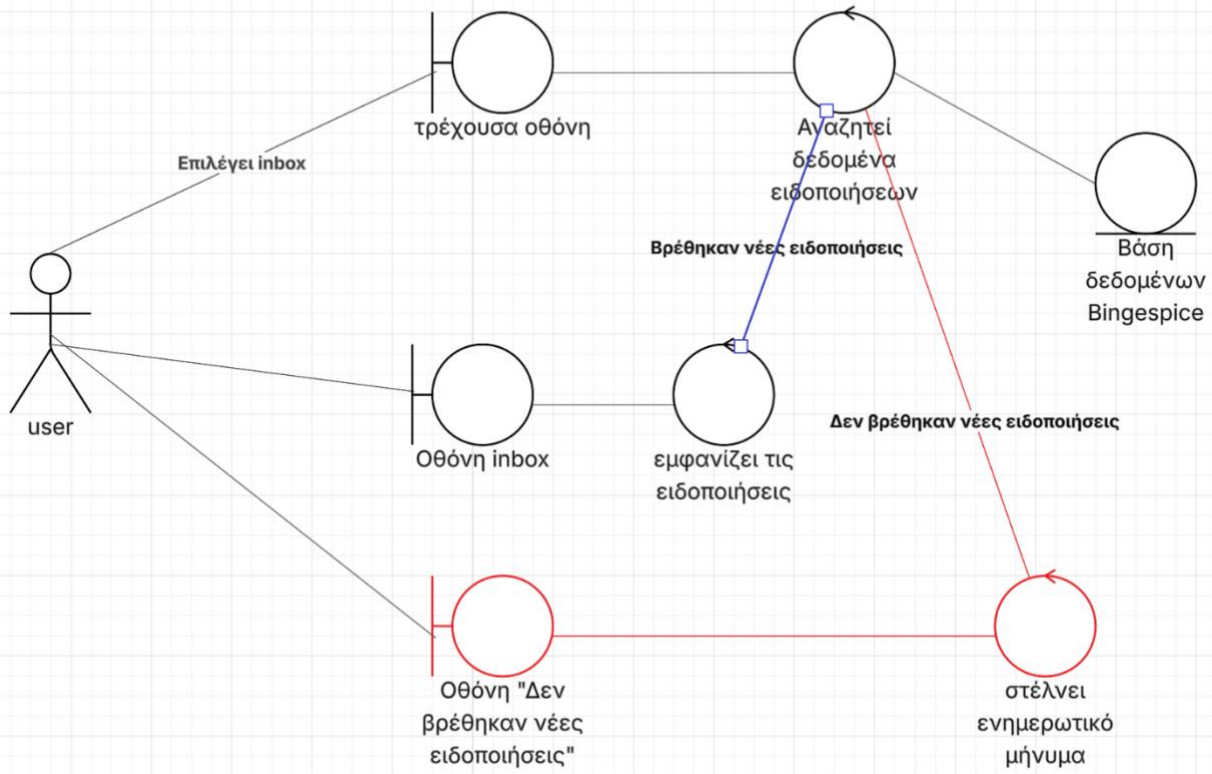 τρέχουσα οθόνη
Αναζητεί
δεδομένα
ειδοποιήσεων
Επιλέγει inbox
Βρέθηκαν νέες ειδοποιήσεις
Βάση
δεδομένων
Bingespice
user
Οθόνη inbox
εμφανίζει τις
ειδοποιήσεις
Δεν βρέθηκαν νέες ειδοποιήσεις
Οθόνη "Δεν
βρέθηκαν νέες
ειδοποιήσεις"
στέλνει
ενημερωτικό
μήνυμα